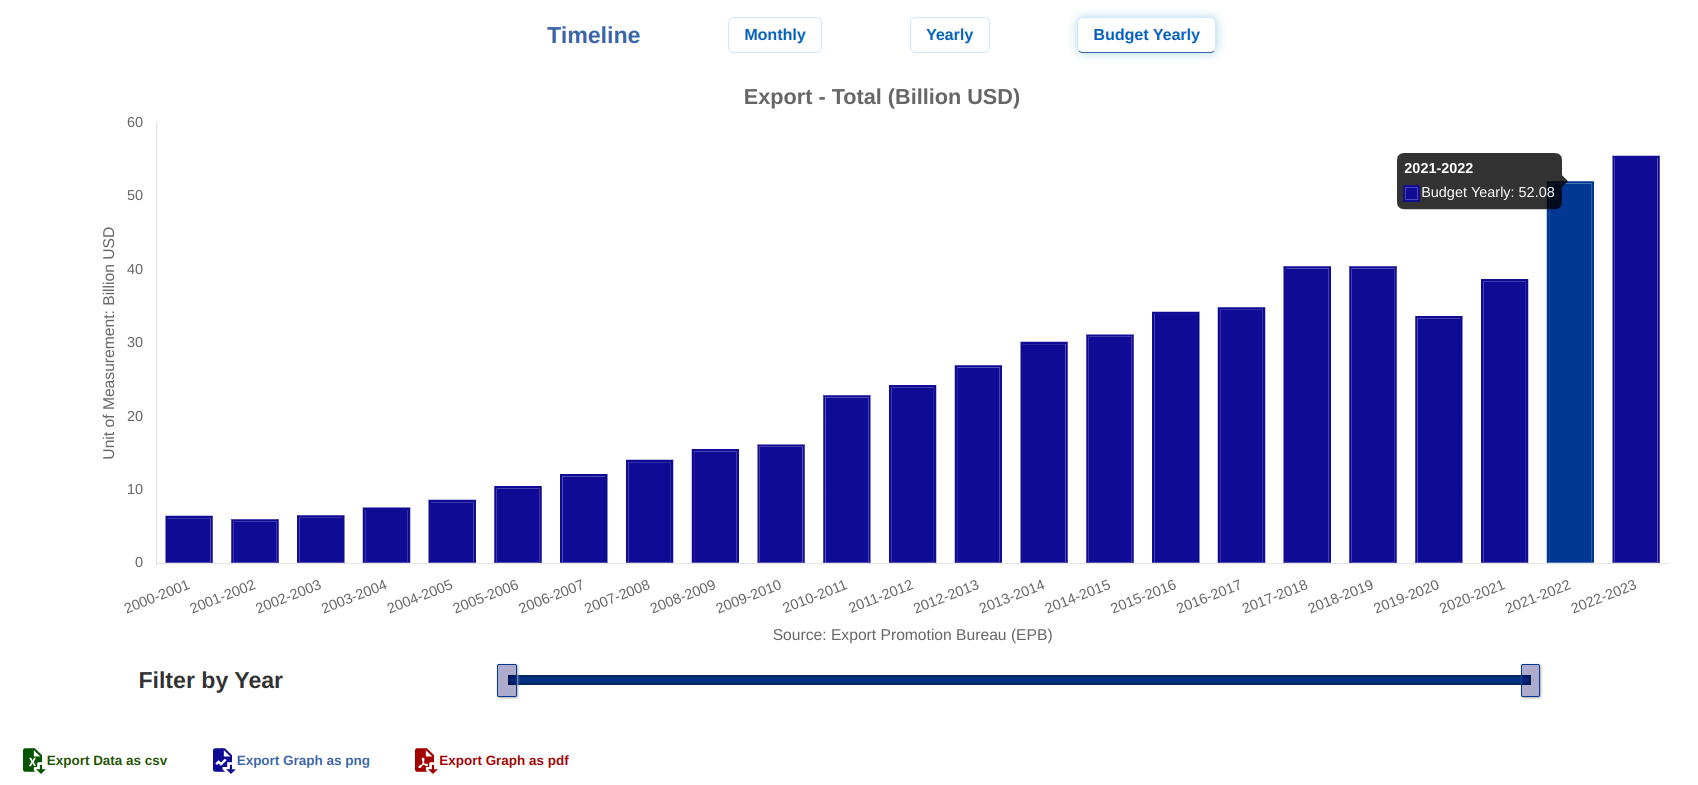 Timeline
Monthly
Yearly
Budget Yearly
Export - Total (Billion USD)
60
50
40
30
20
10
0
Unit of Measurement: Billion USD
2021-2022
Budget Yearly: 52.08
2000-2001
2001-2002
2002-2003
2003-2004
2004-2005
2005-2006
2006-2007
2007-2008
2008-2009
2009-2010
2010-2011
2011-2012
2012-2013
2013-2014
2014-2015
2015-2016
2016-2017
2017-2018
2018-2019
2019-2020
2020-2021
2021-2022
2022-2023
Source: Export Promotion Bureau (EPB)
Filter by Year
Export Data as csv
Export Graph as png
Export Graph as pdf